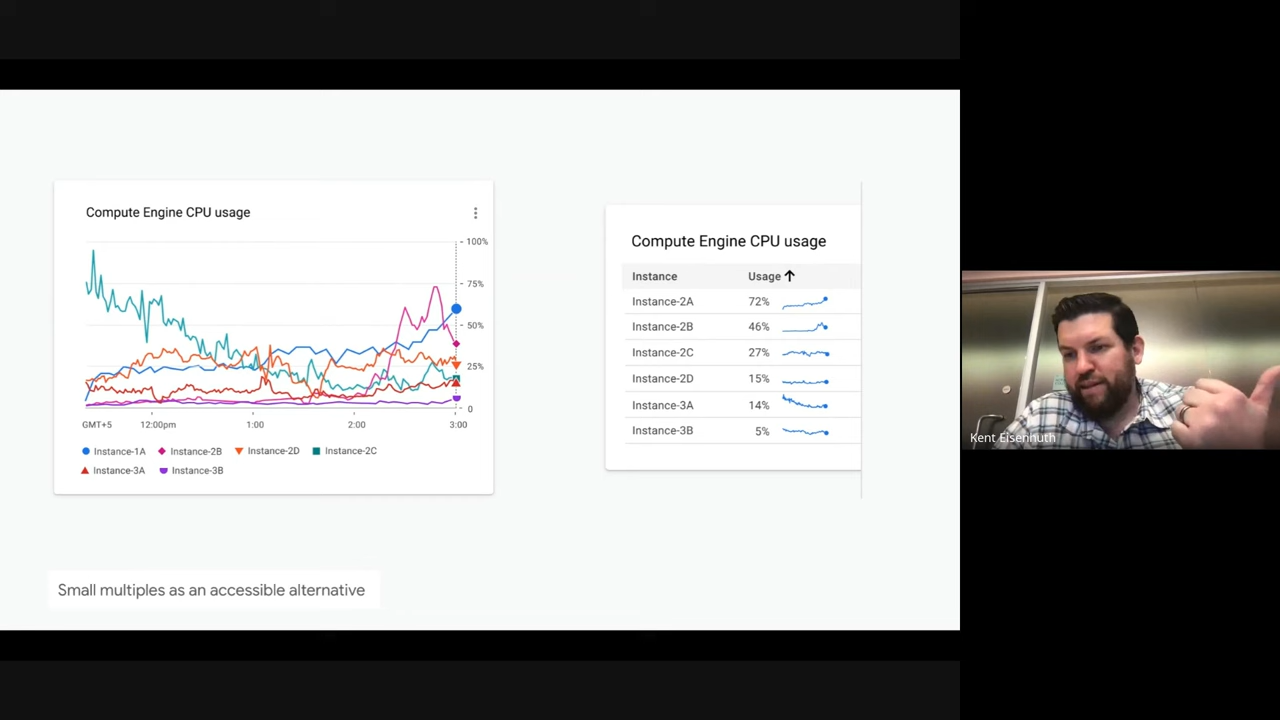 Compute Engine CPU usage
100%
75%
50%
25%
0
GMT+5 12:00pm 1:00 2:00 3:00
Instance-1A Instance-2B Instance-2D Instance-2C
Instance-3A Instance-3B
Compute Engine CPU usage
Instance Usage
Instance-2A 72%
Instance-2B 46%
Instance-2C 27%
Instance-2D 15%
Instance-3A 14%
Instance-3B 5%
Small multiples as an accessible alternative
Kent Eisenhuth